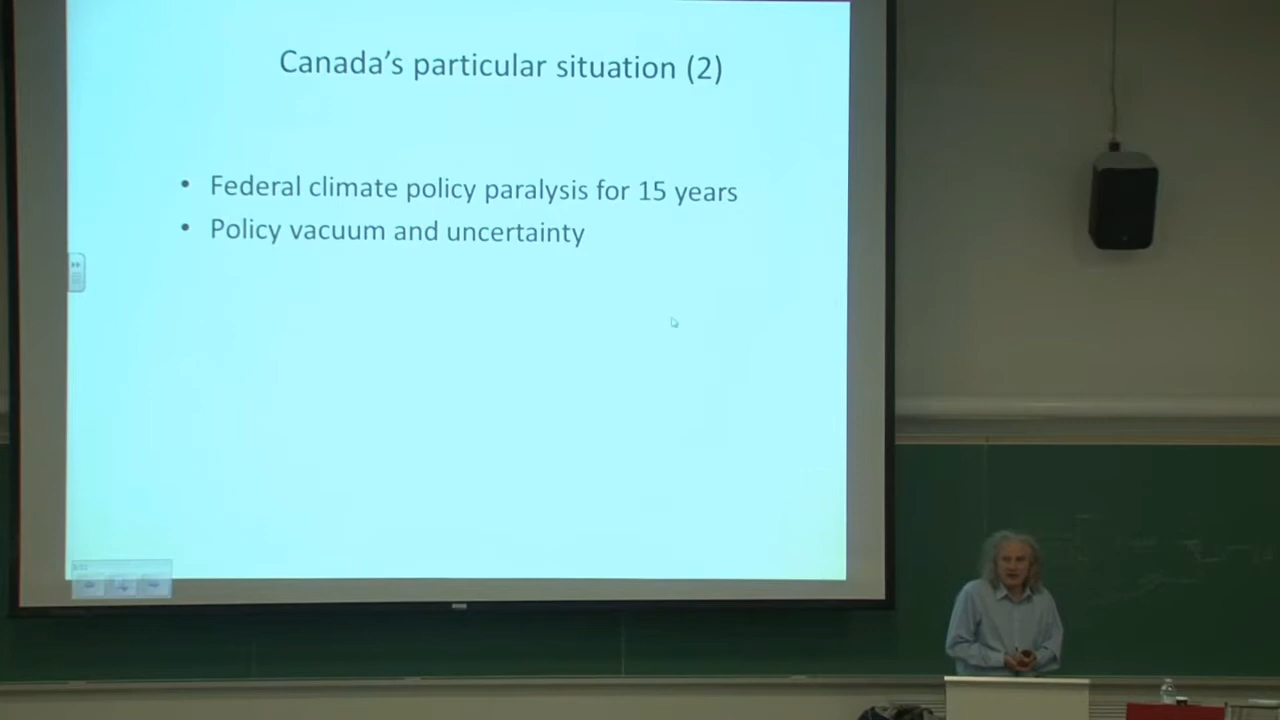 Canada's particular situation (2)
• Federal climate policy paralysis for 15 years
• Policy vacuum and uncertainty